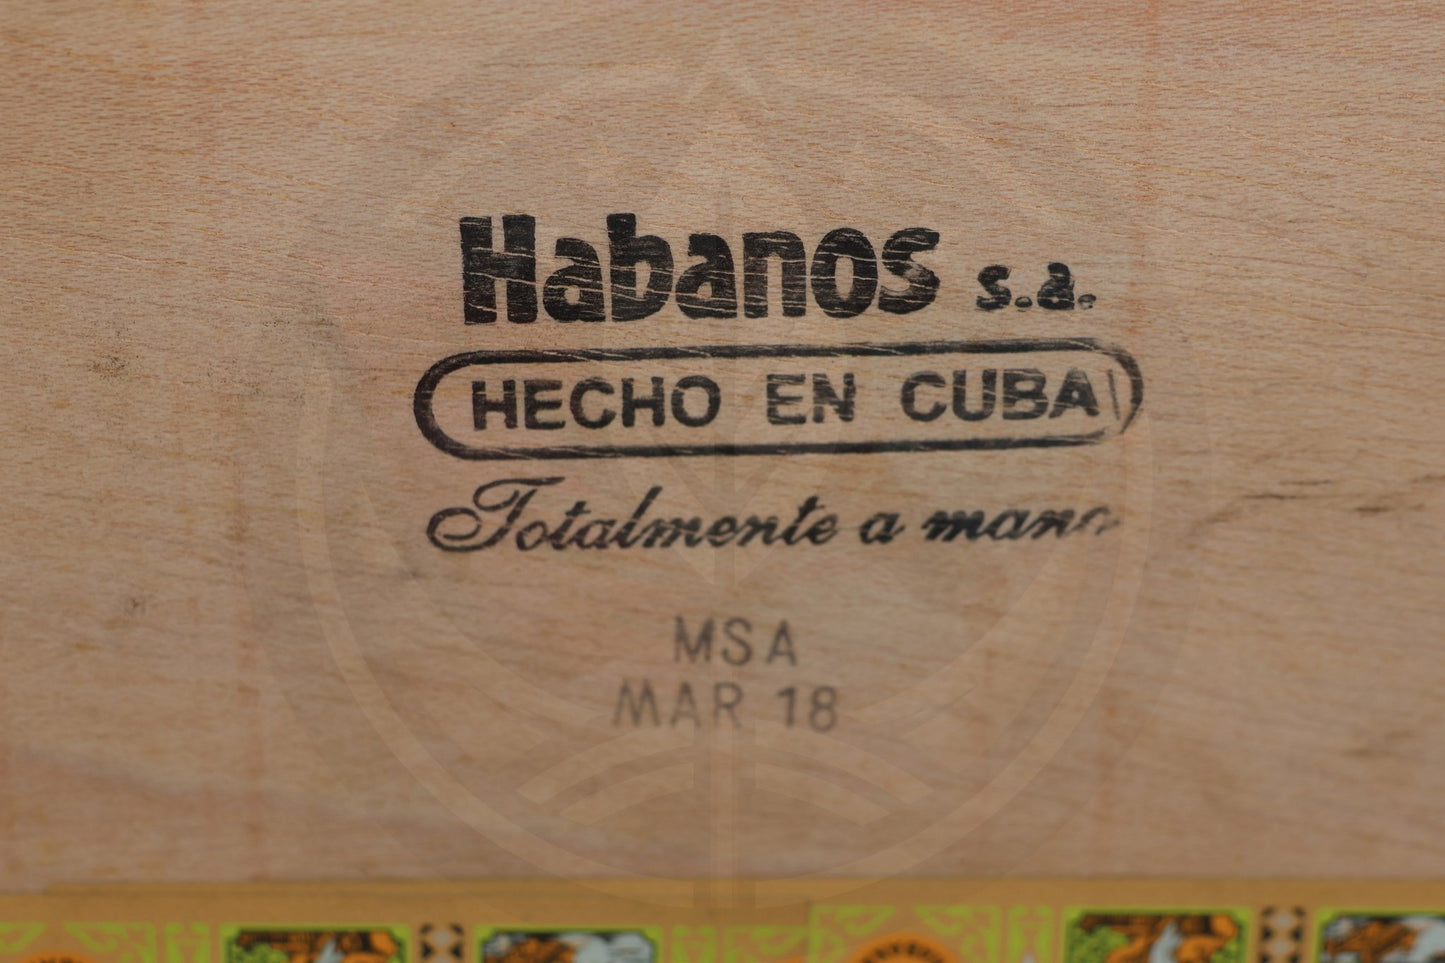 Habanos s.a.
HECHO EN CUBA
Totalmente a mano
MSA
MAR 18